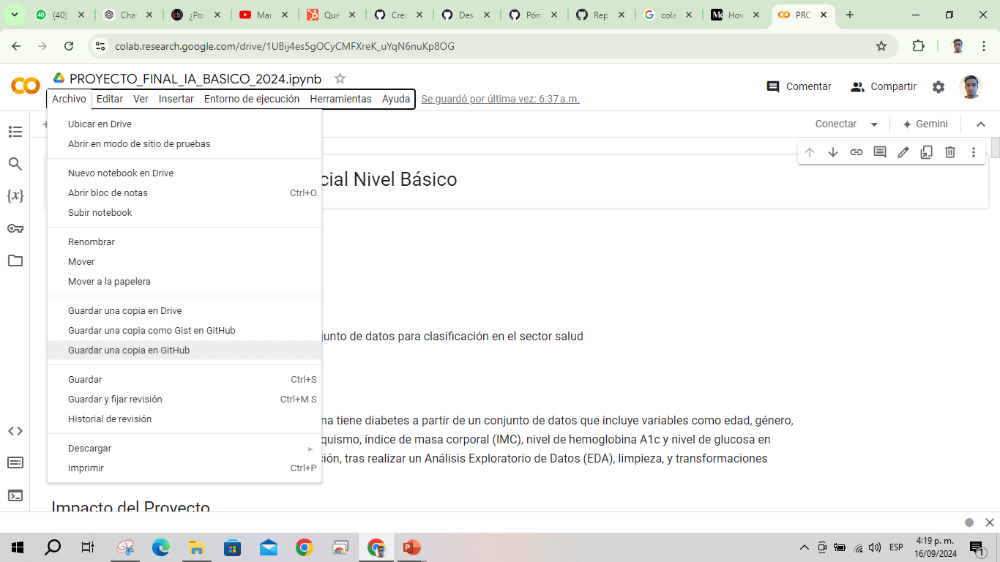 (40)
Chat
¿Por
Mar
Qué
Crea
Des
Pón
Rep
cola
How
PRO
colab.research.google.com/drive/1UBij4es5gOCyCMFXreK_uYqN6nuKp8OG
PROYECTO_FINAL_IA_BASICO_2024.ipynb
Archivo Editar Ver Insertar Entorno de ejecución Herramientas Ayuda Se guardó por última vez: 6:37 a.m.
Comentar Compartir
Conectar Gemini
Ubicar en Drive
Abrir en modo de sitio de pruebas
Nuevo notebook en Drive
Abrir bloc de notas Ctrl+O
Subir notebook
Renombrar
Mover
Mover a la papelera
Guardar una copia en Drive
Guardar una copia como Gist en GitHub
Guardar una copia en GitHub
Guardar Ctrl+S
Guardar y fijar revisión Ctrl+M S
Historial de revisión
Descargar
Imprimir Ctrl+P
cial Nivel Básico
junto de datos para clasificación en el sector salud
na tiene diabetes a partir de un conjunto de datos que incluye variables como edad, género,
quismo, índice de masa corporal (IMC), nivel de hemoglobina A1c y nivel de glucosa en
ción, tras realizar un Análisis Exploratorio de Datos (EDA), limpieza, y transformaciones
Impacto del Proyecto
ESP
4:19 p. m.
16/09/2024
1